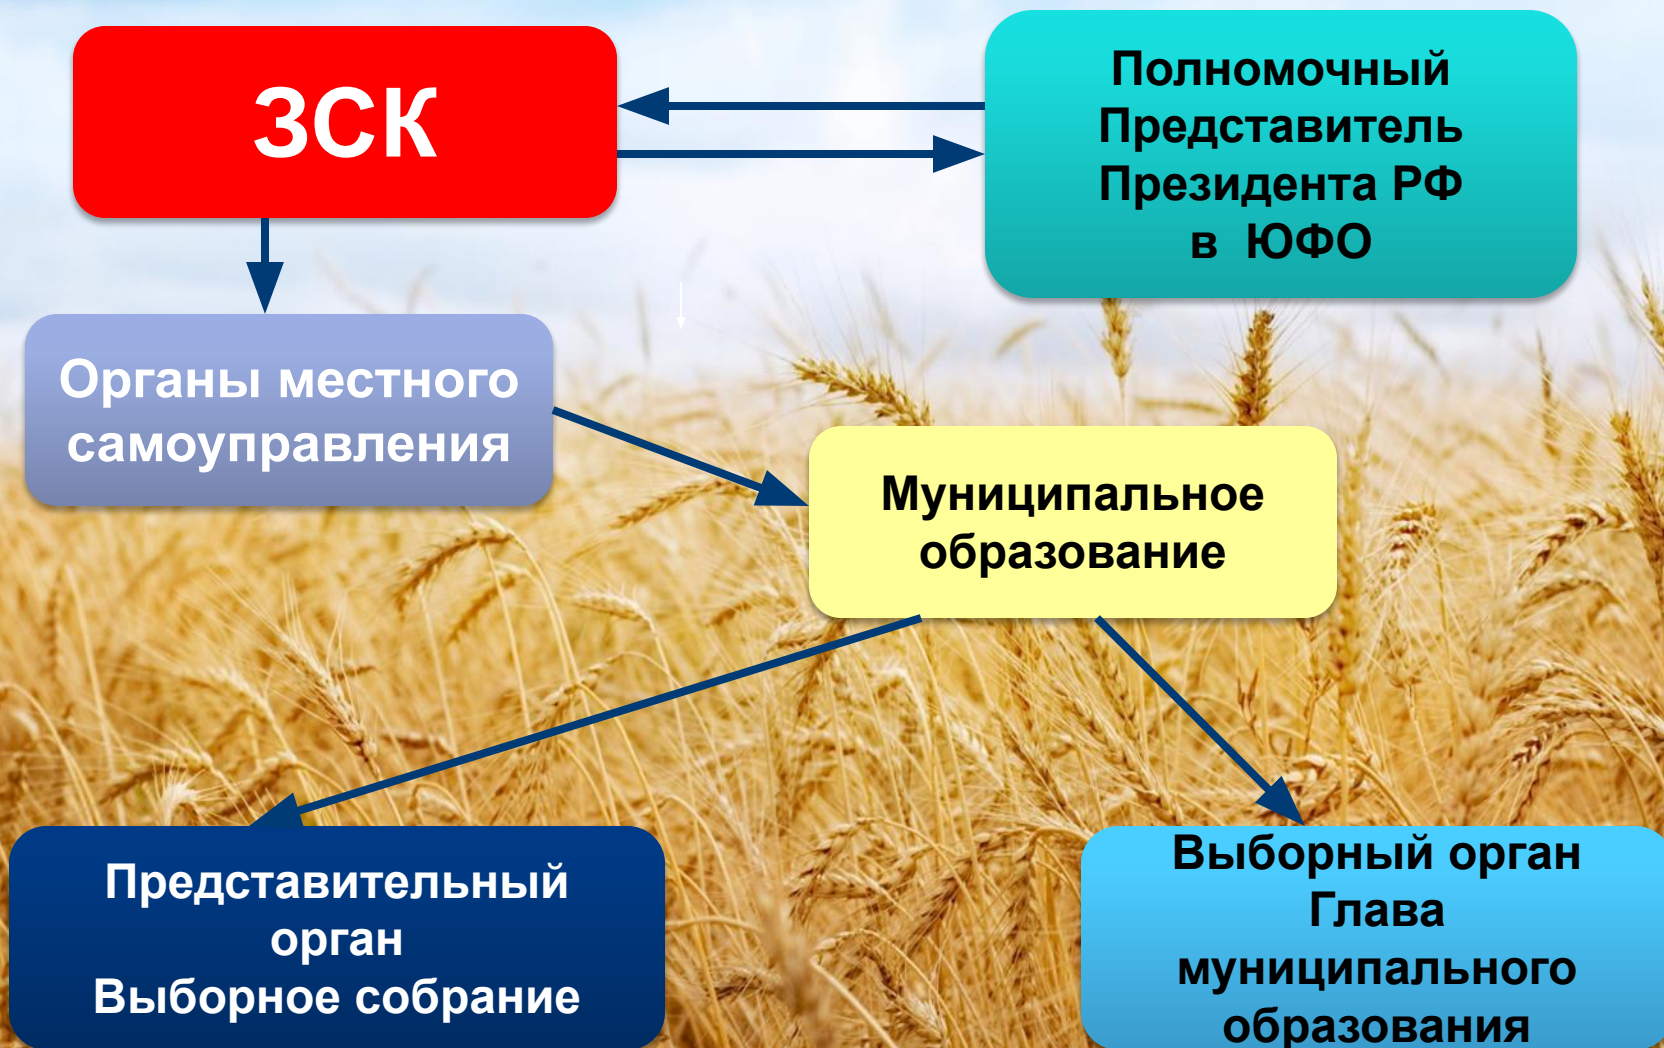 ЗСК
Полномочный
Представитель
Президента РФ
в ЮФО
Органы местного
самоуправления
Муниципальное
образование
Представительный
орган
Выборное собрание
Выборный орган
Глава
муниципального
образования